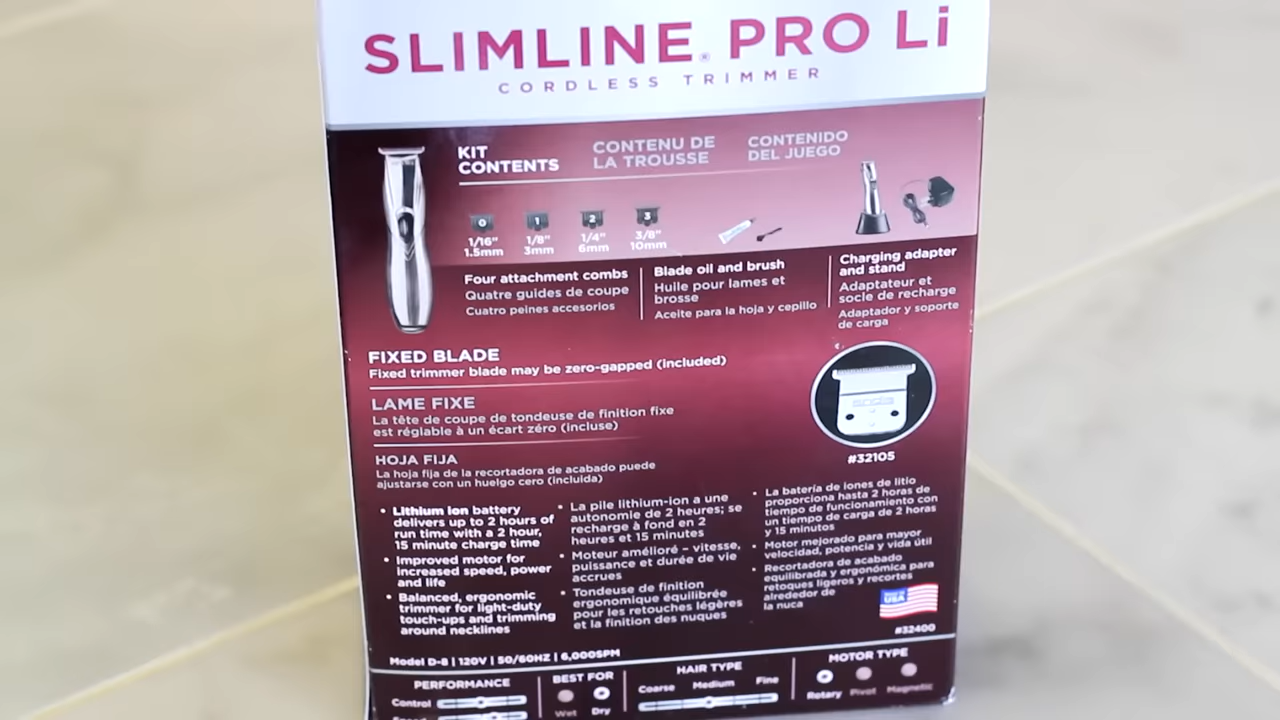 SLIMLINE® PRO Li
CORDLESS TRIMMER
KIT
CONTENTS
CONTENU DE
LA TROUSSE
CONTENIDO
DEL JUEGO
0
1/16"
1.5mm
1
1/8"
3mm
2
1/4"
6mm
3
3/8"
10mm
Four attachment combs
Quatre guides de coupe
Cuatro peines accesorios
Blade oil and brush
Huile pour lames et
brosse
Aceite para la hoja y cepillo
Charging adapter
and stand
Adaptateur et
socle de recharge
Adaptador y soporte
de carga
FIXED BLADE
Fixed trimmer blade may be zero-gapped (included)
LAME FIXE
La tête de coupe de tondeuse de finition fixe
est réglable à un écart zéro (incluse)
HOJA FIJA
La hoja fija de la recortadora de acabado puede
ajustarse con un huelgo cero (incluida)
andis
#32105
• Lithium ion battery
delivers up to 2 hours of
run time with a 2 hour,
15 minute charge time
• Improved motor for
increased speed, power
and life
• Balanced, ergonomic
trimmer for light-duty
touch-ups and trimming
around necklines
• La pile lithium-ion a une
autonomie de 2 heures; se
recharge à fond en 2
heures et 15 minutes
• Moteur amélioré – vitesse,
puissance et durée de vie
accrues
• Tondeuse de finition
ergonomique équilibrée
pour les retouches légères
et la finition des nuques
• La batería de iones de litio
proporciona hasta 2 horas de
tiempo de funcionamiento con
un tiempo de carga de 2 horas
y 15 minutos
• Motor mejorado para mayor
velocidad, potencia y vida útil
• Recortadora de acabado
equilibrada y ergonómica para
retoques ligeros y recortes
alrededor de
la nuca
MADE IN
USA
#32400
Model D-8 | 120V | 50/60HZ | 6,000SPM
PERFORMANCE
Control
Speed
BEST FOR
Wet
Dry
HAIR TYPE
Coarse Medium Fine
MOTOR TYPE
Rotary Pivot Magnetic